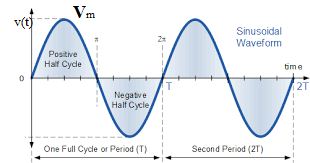 v(t)
Vm
Sinusoidal
Waveform
Positive
Half Cycle
π
2π
Negative
Half Cycle
0
time
T
2T
One Full Cycle or Period (T)
Second Period (2T)